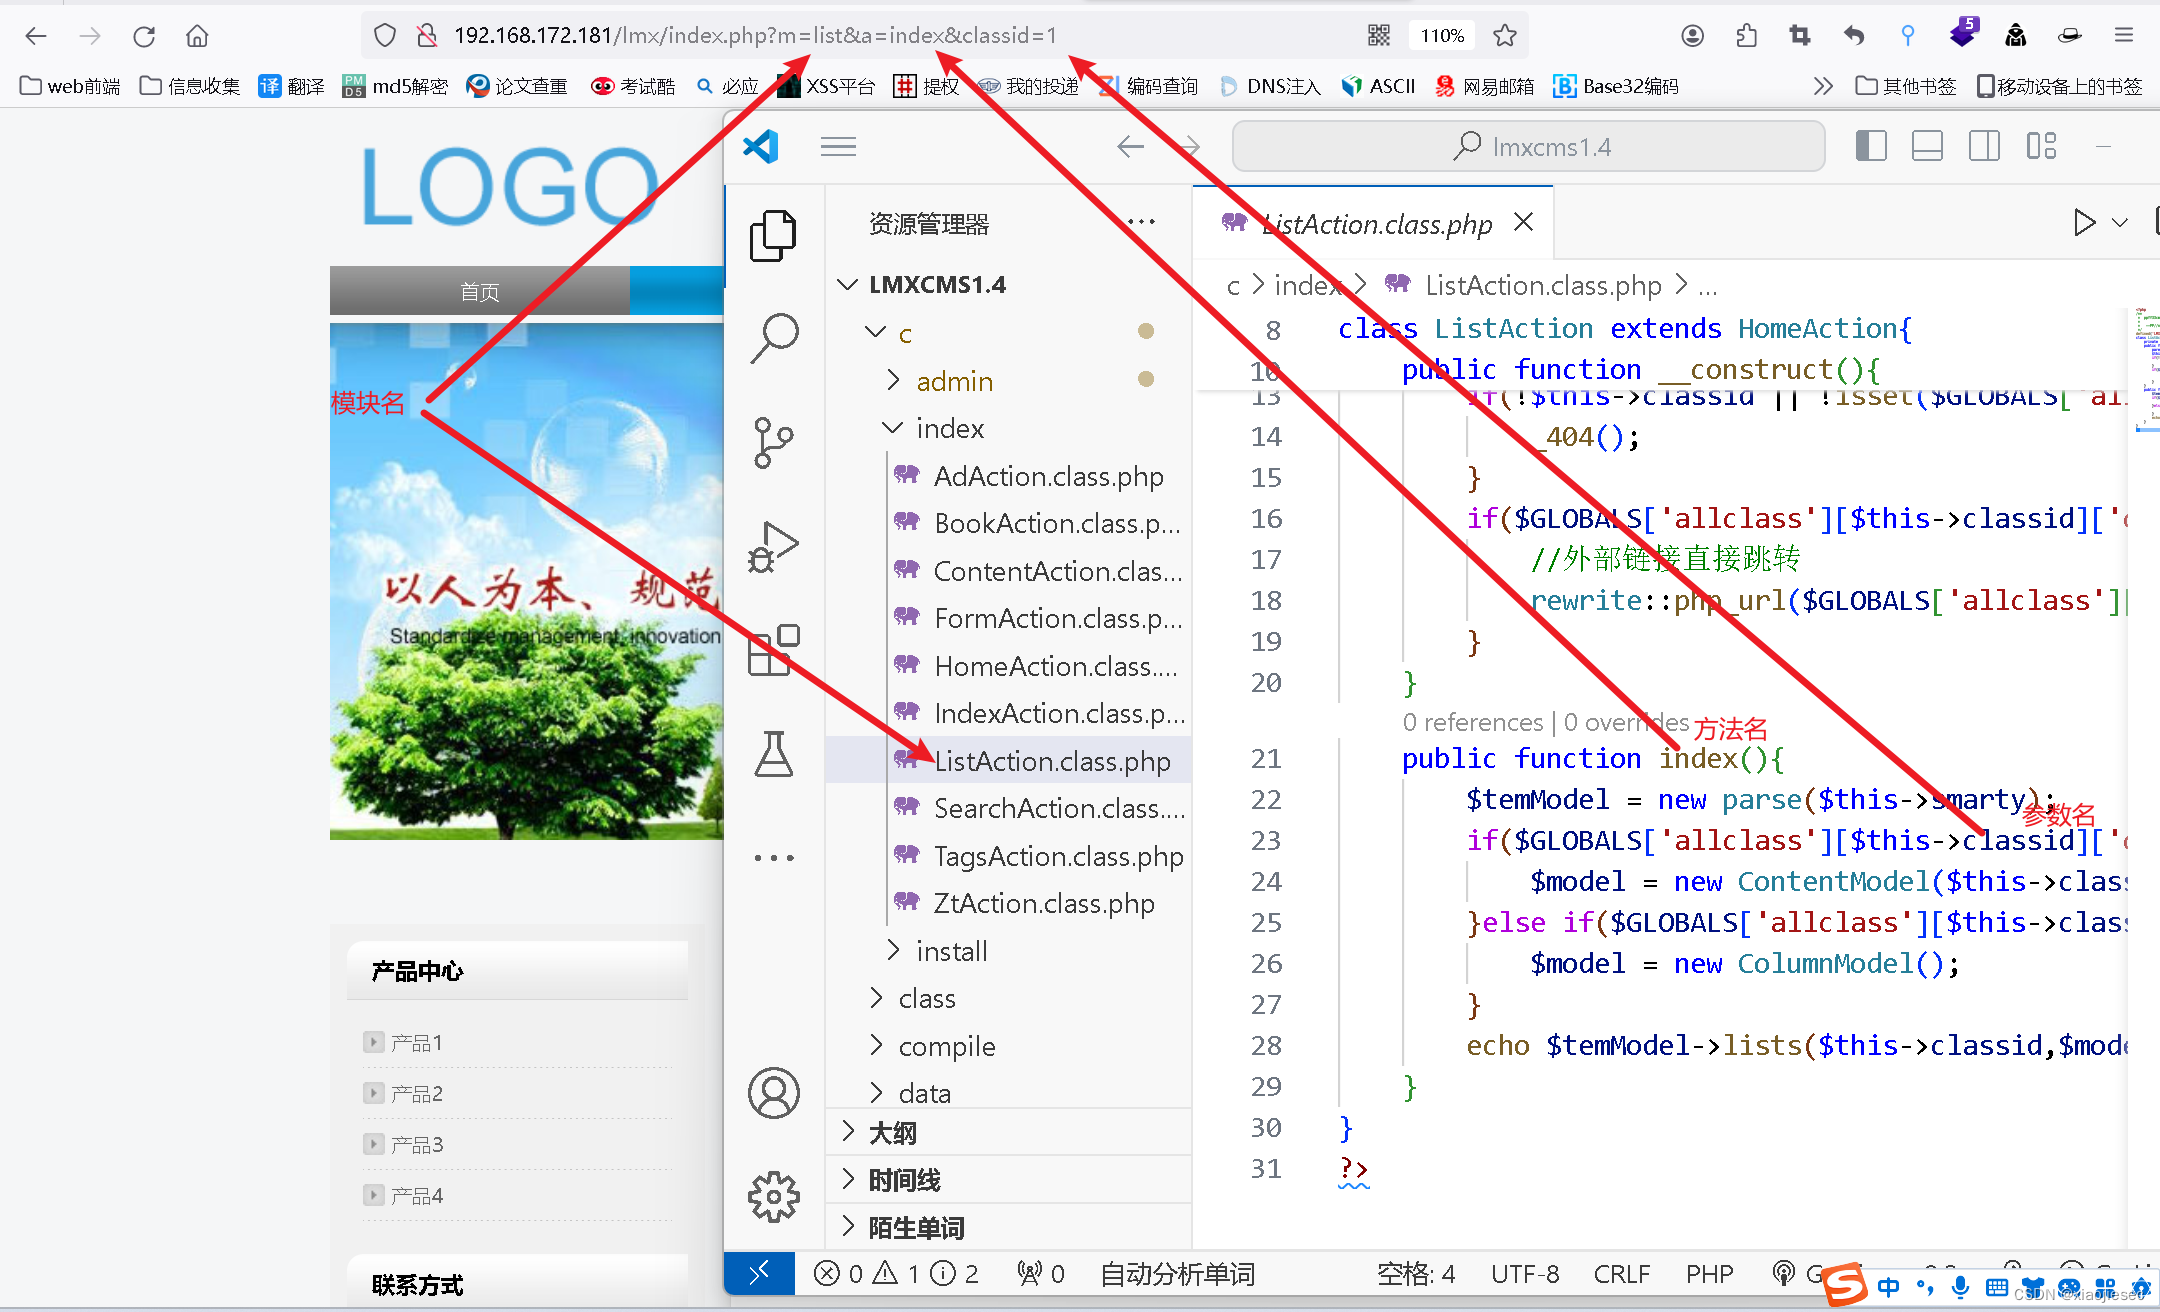 192.168.172.181/lmx/index.php?m=list&a=index&classid=1
110%
5
web前端
信息收集
译 翻译
PM D5 md5解密
论文查重
考试酷
必应
XSS平台
提权
我的投递
编码查询
DNS注入
ASCII
网易邮箱
Base32编码
其他书签
移动设备上的书签
LOGO
首页
模块名
以人为本、规范
Standardize management, innovation
产品中心
产品1
产品2
产品3
产品4
联系方式
lmxcms1.4
资源管理器
LMXCMS1.4
c
admin
index
AdAction.class.php
BookAction.class.p...
ContentAction.clas...
FormAction.class.p...
HomeAction.class....
IndexAction.class.p...
ListAction.class.php
SearchAction.class....
TagsAction.class.php
ZtAction.class.php
install
class
compile
data
大纲
时间线
陌生单词
ListAction.class.php
c > index > ListAction.class.php > ...
8 class ListAction extends HomeAction{
10 public function __construct(){
13 if(!$this->classid || !isset($GLOBALS['al
14 _404();
15 }
16 if($GLOBALS['allclass'][$this->classid]['
17 //外部链接直接跳转
18 rewrite::php_url($GLOBALS['allclass'][
19 }
20 }
0 references | 0 overrides
方法名
21 public function index(){
22 $temModel = new parse($this->smarty);
参数名
23 if($GLOBALS['allclass'][$this->classid]['
24 $model = new ContentModel($this->clas
25 }else if($GLOBALS['allclass'][$this->clas
26 $model = new ColumnModel();
27 }
28 echo $temModel->lists($this->classid,$mod
29 }
30 }
31 ?>
0 1 2 0 自动分析单词 空格: 4 UTF-8 CRLF PHP
中
CSDN @xiaojiesec